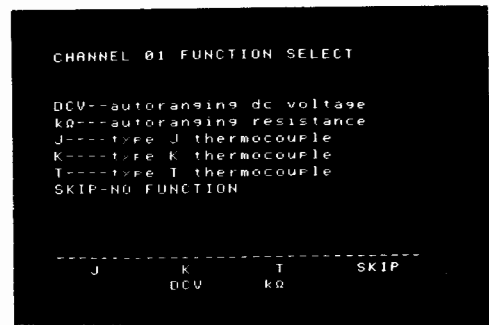 CHANNEL 01 FUNCTION SELECT
DCV--autoranging dc voltage
kΩ---autoranging resistance
J----type J thermocouple
K----type K thermocouple
T----type T thermocouple
SKIP-NO FUNCTION
J K T SKIP
DCV kΩ